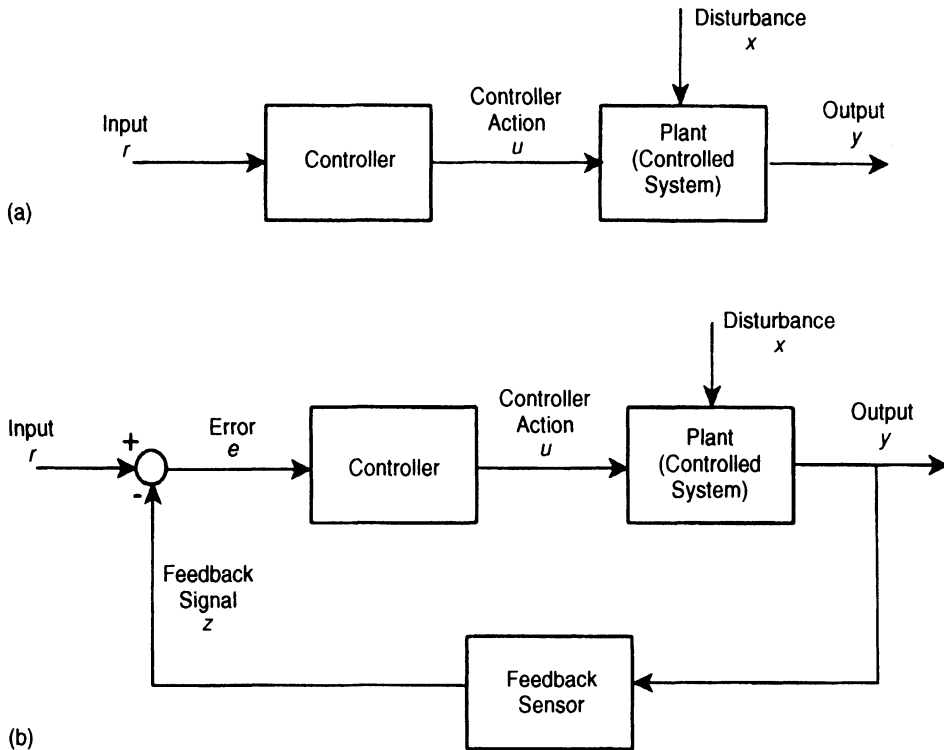 Disturbance
x
Controller
Action
u
Input
r
Controller
Plant
(Controlled
System)
Output
y
(a)
Disturbance
x
Input
r
+
-
Error
e
Controller
Controller
Action
u
Plant
(Controlled
System)
Output
y
Feedback
Signal
z
Feedback
Sensor
(b)